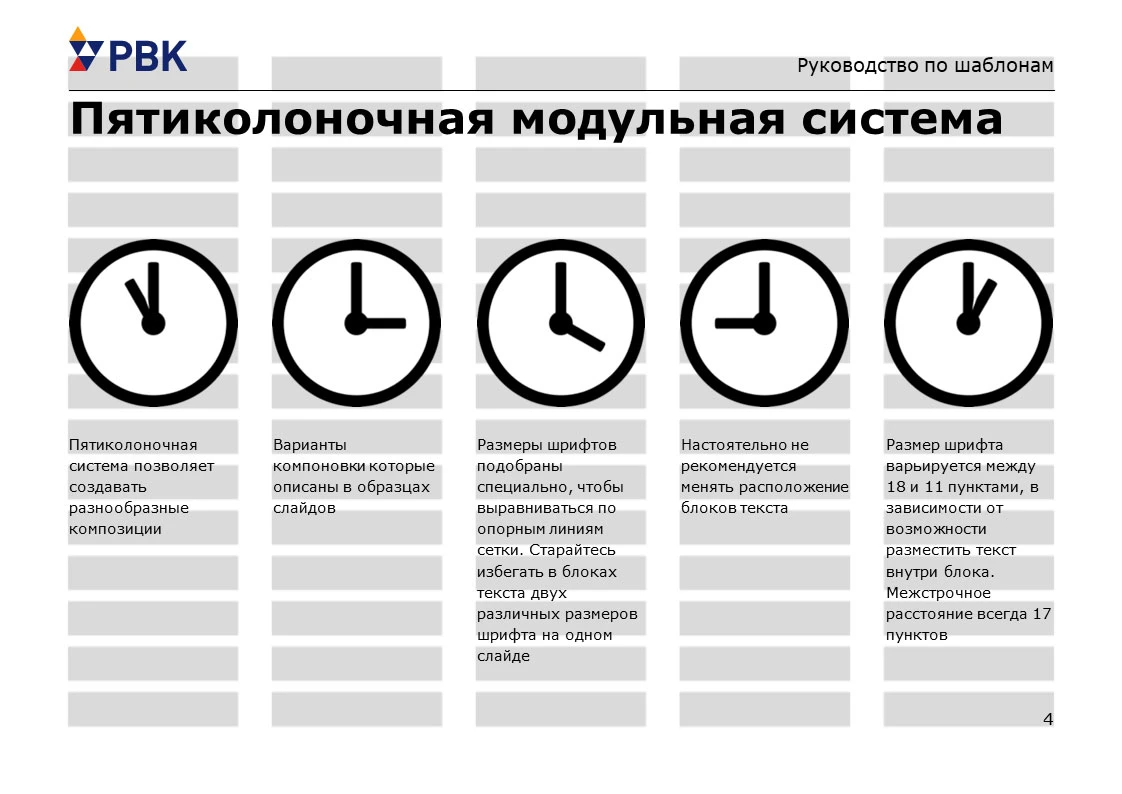 РВК
Руководство по шаблонам
Пятиколоночная модульная система
Пятиколоночная
система позволяет
создавать
разнообразные
композиции
Варианты
компоновки которые
описаны в образцах
слайдов
Размеры шрифтов
подобраны
специально, чтобы
выравниваться по
опорным линиям
сетки. Старайтесь
избегать в блоках
текста двух
различных размеров
шрифта на одном
слайде
Настоятельно не
рекомендуется
менять расположение
блоков текста
Размер шрифта
варьируется между
18 и 11 пунктами, в
зависимости от
возможности
разместить текст
внутри блока.
Межстрочное
расстояние всегда 17
пунктов
4